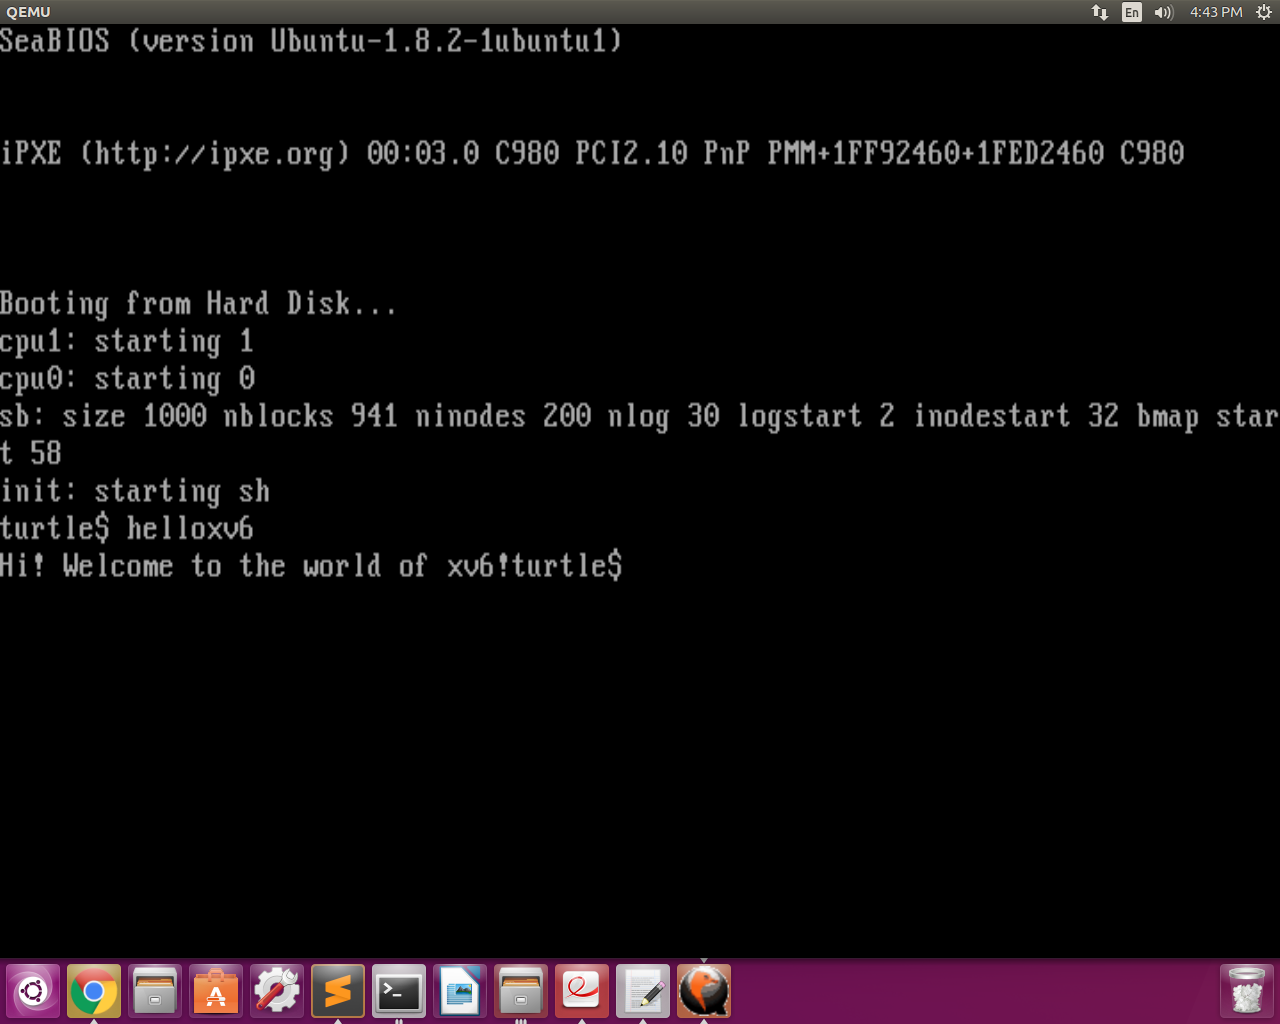 QEMU
En
4:43 PM
SeaBIOS (version Ubuntu-1.8.2-1ubuntu1)
iPXE (http://ipxe.org) 00:03.0 C980 PCI2.10 PnP PMM+1FF92460+1FED2460 C980
Booting from Hard Disk...
cpu1: starting 1
cpu0: starting 0
sb: size 1000 nblocks 941 ninodes 200 nlog 30 logstart 2 inodestart 32 bmap star
t 58
init: starting sh
turtle$ helloxv6
Hi! Welcome to the world of xv6!turtle$